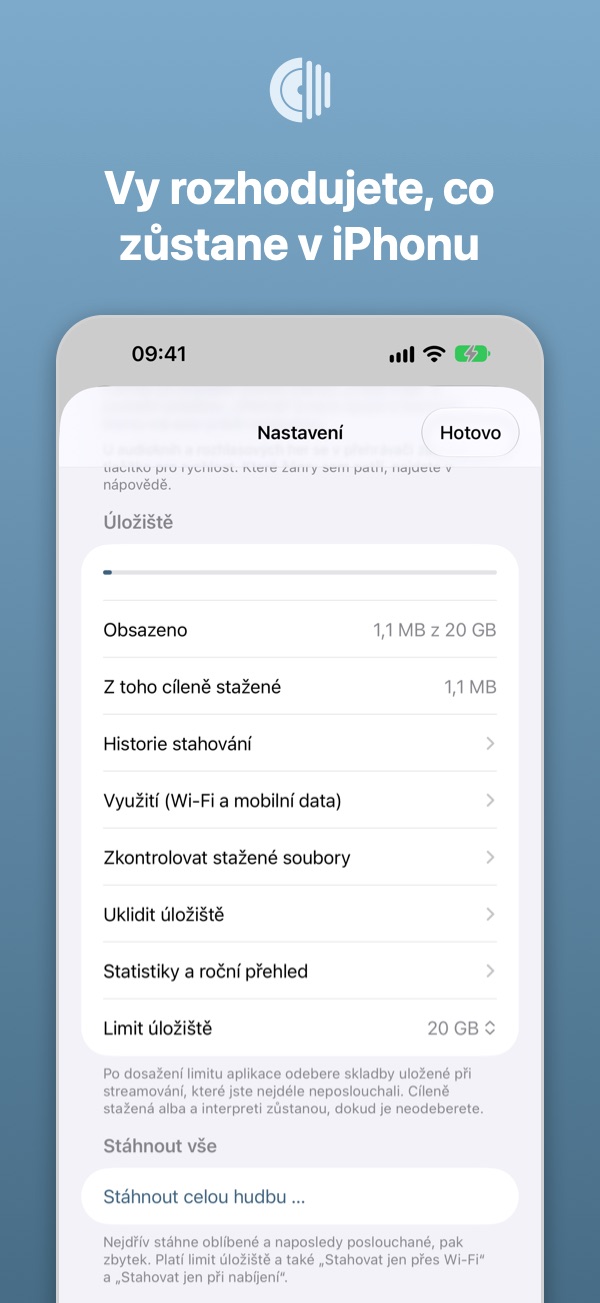 Vy rozhodujete, co
zůstane v iPhonu
09:41
Nastavení
Hotovo
tlačítko pro rychlost. Které žánry sem patří, najdete v
nápovědě.
Úložiště
Obsazeno
1,1 MB z 20 GB
Z toho cíleně stažené
1,1 MB
Historie stahování
Využití (Wi-Fi a mobilní data)
Zkontrolovat stažené soubory
Uklidit úložiště
Statistiky a roční přehled
Limit úložiště
20 GB
Po dosažení limitu aplikace odebere skladby uložené při
streamování, které jste nejdéle neposlouchali. Cíleně
stažená alba a interpreti zůstanou, dokud je neodeberete.
Stáhnout vše
Stáhnout celou hudbu ...
Nejdřív stáhne oblíbené a naposledy poslouchané, pak
zbytek. Platí limit úložiště a také „Stahovat jen přes Wi-Fi“
a „Stahovat jen při nabíjení“.